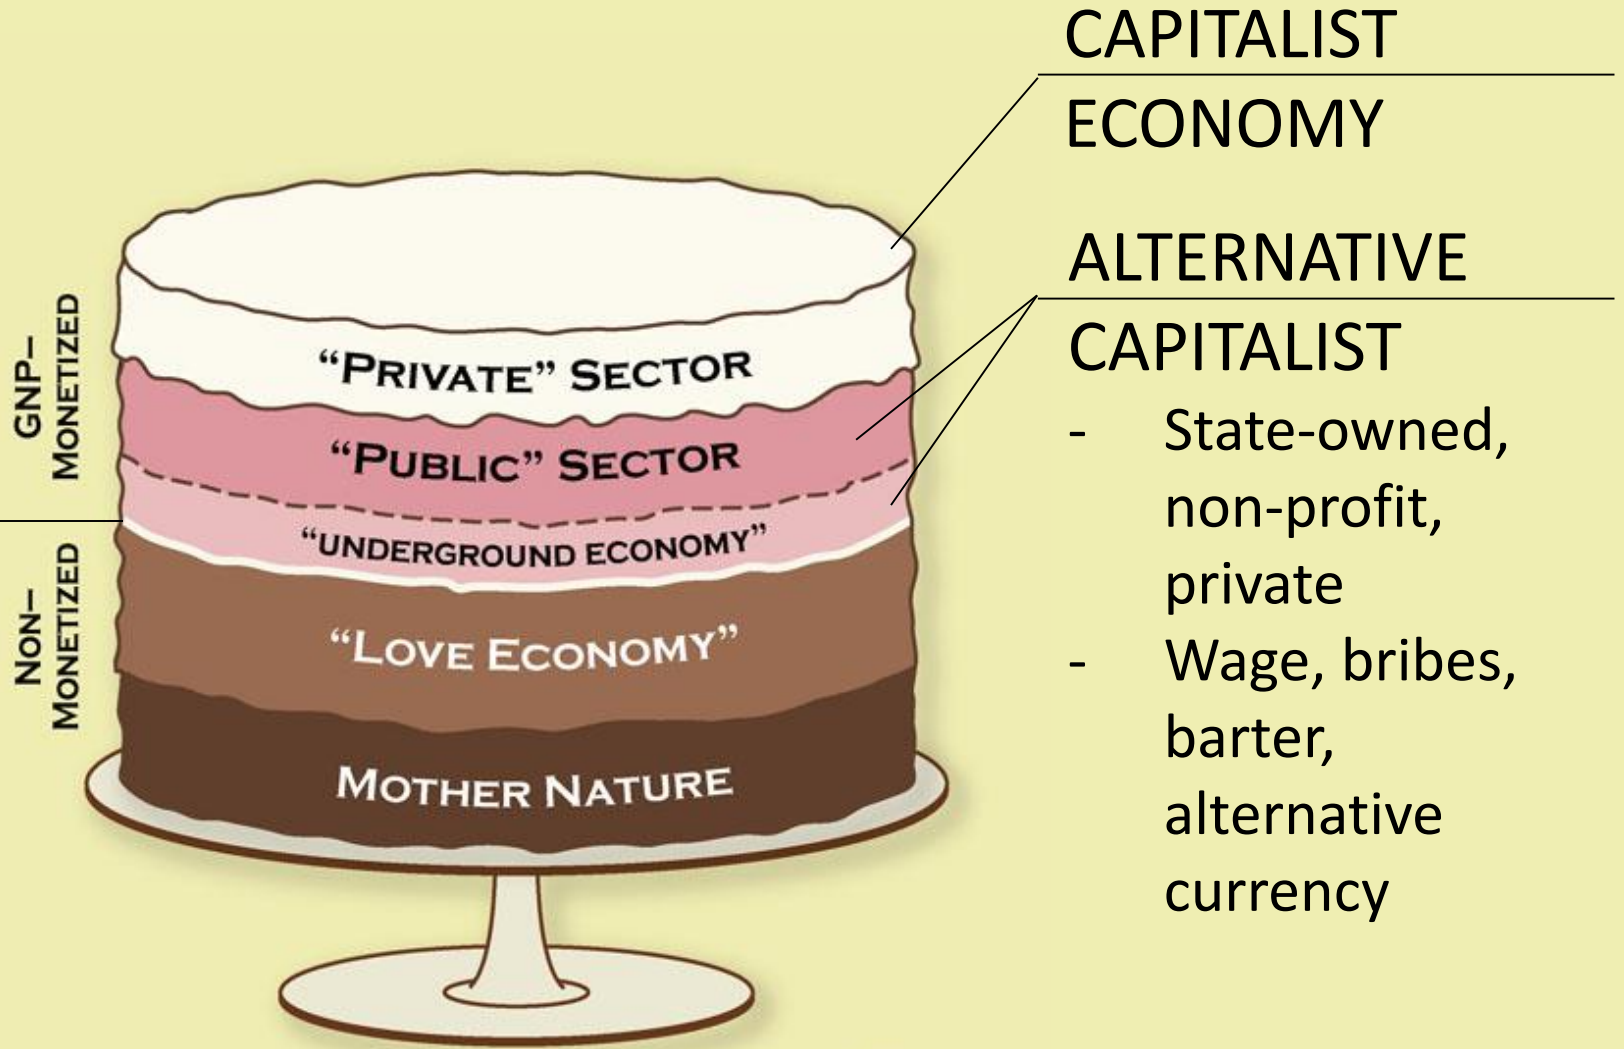 CAPITALIST
ECONOMY
ALTERNATIVE
CAPITALIST
- State-owned,
non-profit,
private
- Wage, bribes,
barter,
alternative
currency
GNP–
MONETIZED
NON–
MONETIZED
“PRIVATE” SECTOR
“PUBLIC” SECTOR
“UNDERGROUND ECONOMY”
“LOVE ECONOMY”
MOTHER NATURE